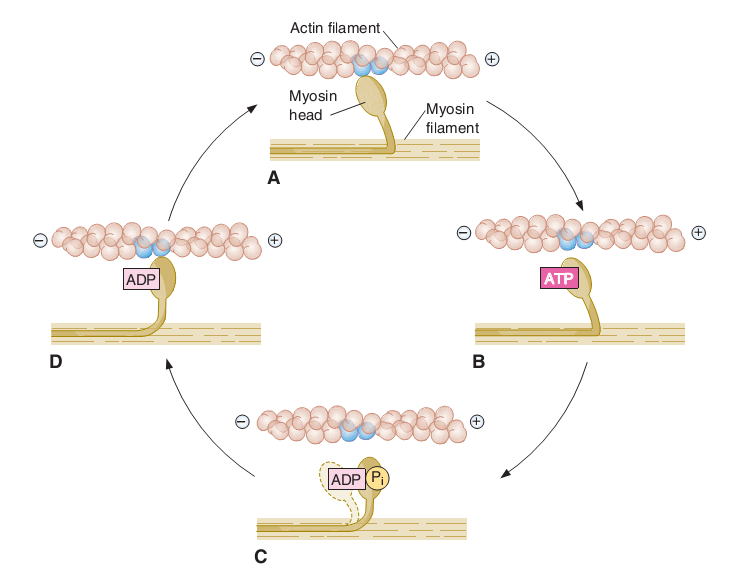 Actin filament
⊖
⊕
Myosin
head
Myosin
filament
A
⊖
⊕
ATP
B
⊖
⊕
ADP
Pi
C
⊖
⊕
ADP
D